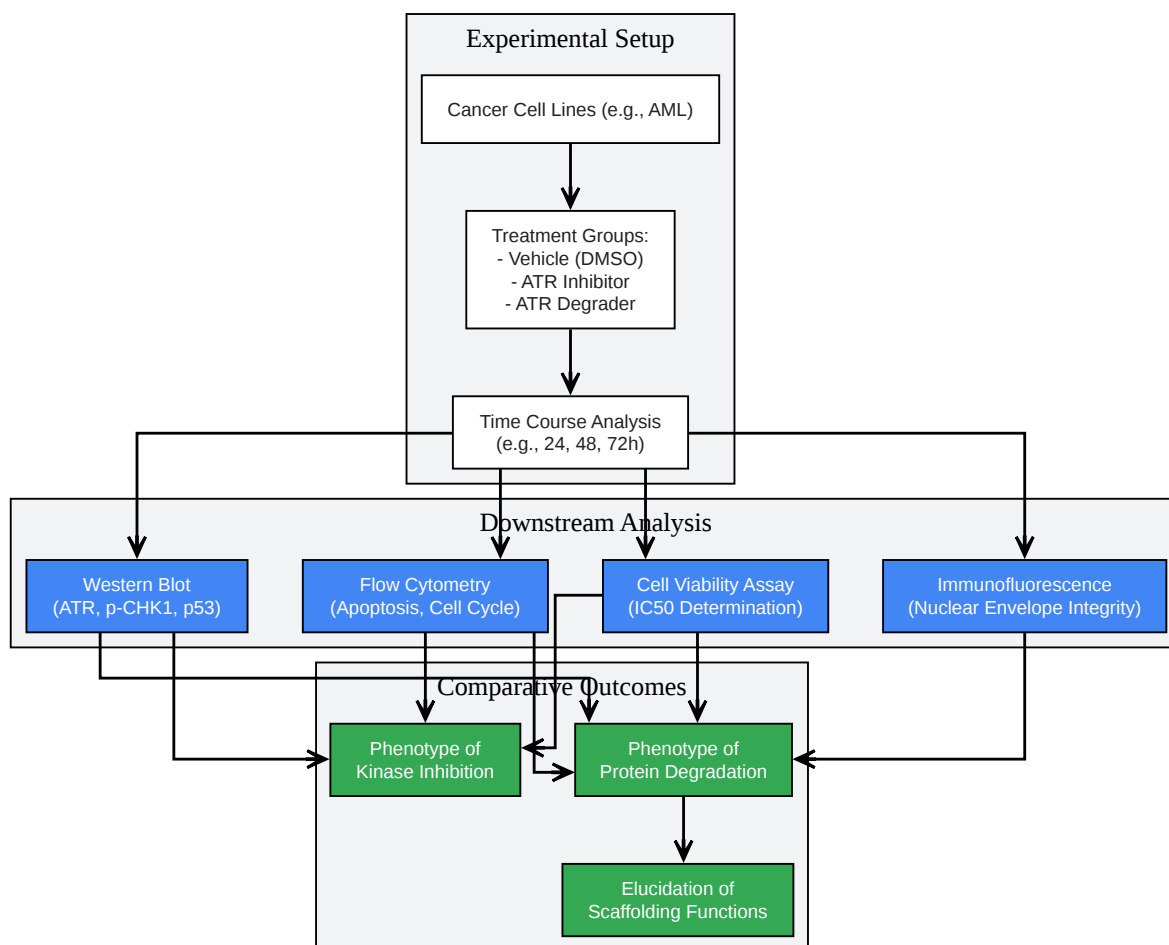 Experimental Setup
Cancer Cell Lines (e.g., AML)
Treatment Groups:
- Vehicle (DMSO)
- ATR Inhibitor
- ATR Degrader
Time Course Analysis
(e.g., 24, 48, 72h)
Downstream Analysis
Western Blot
(ATR, p-CHK1, p53)
Flow Cytometry
(Apoptosis, Cell Cycle)
Cell Viability Assay
(IC50 Determination)
Immunofluorescence
(Nuclear Envelope Integrity)
Comparative Outcomes
Phenotype of
Kinase Inhibition
Phenotype of
Protein Degradation
Elucidation of
Scaffolding Functions